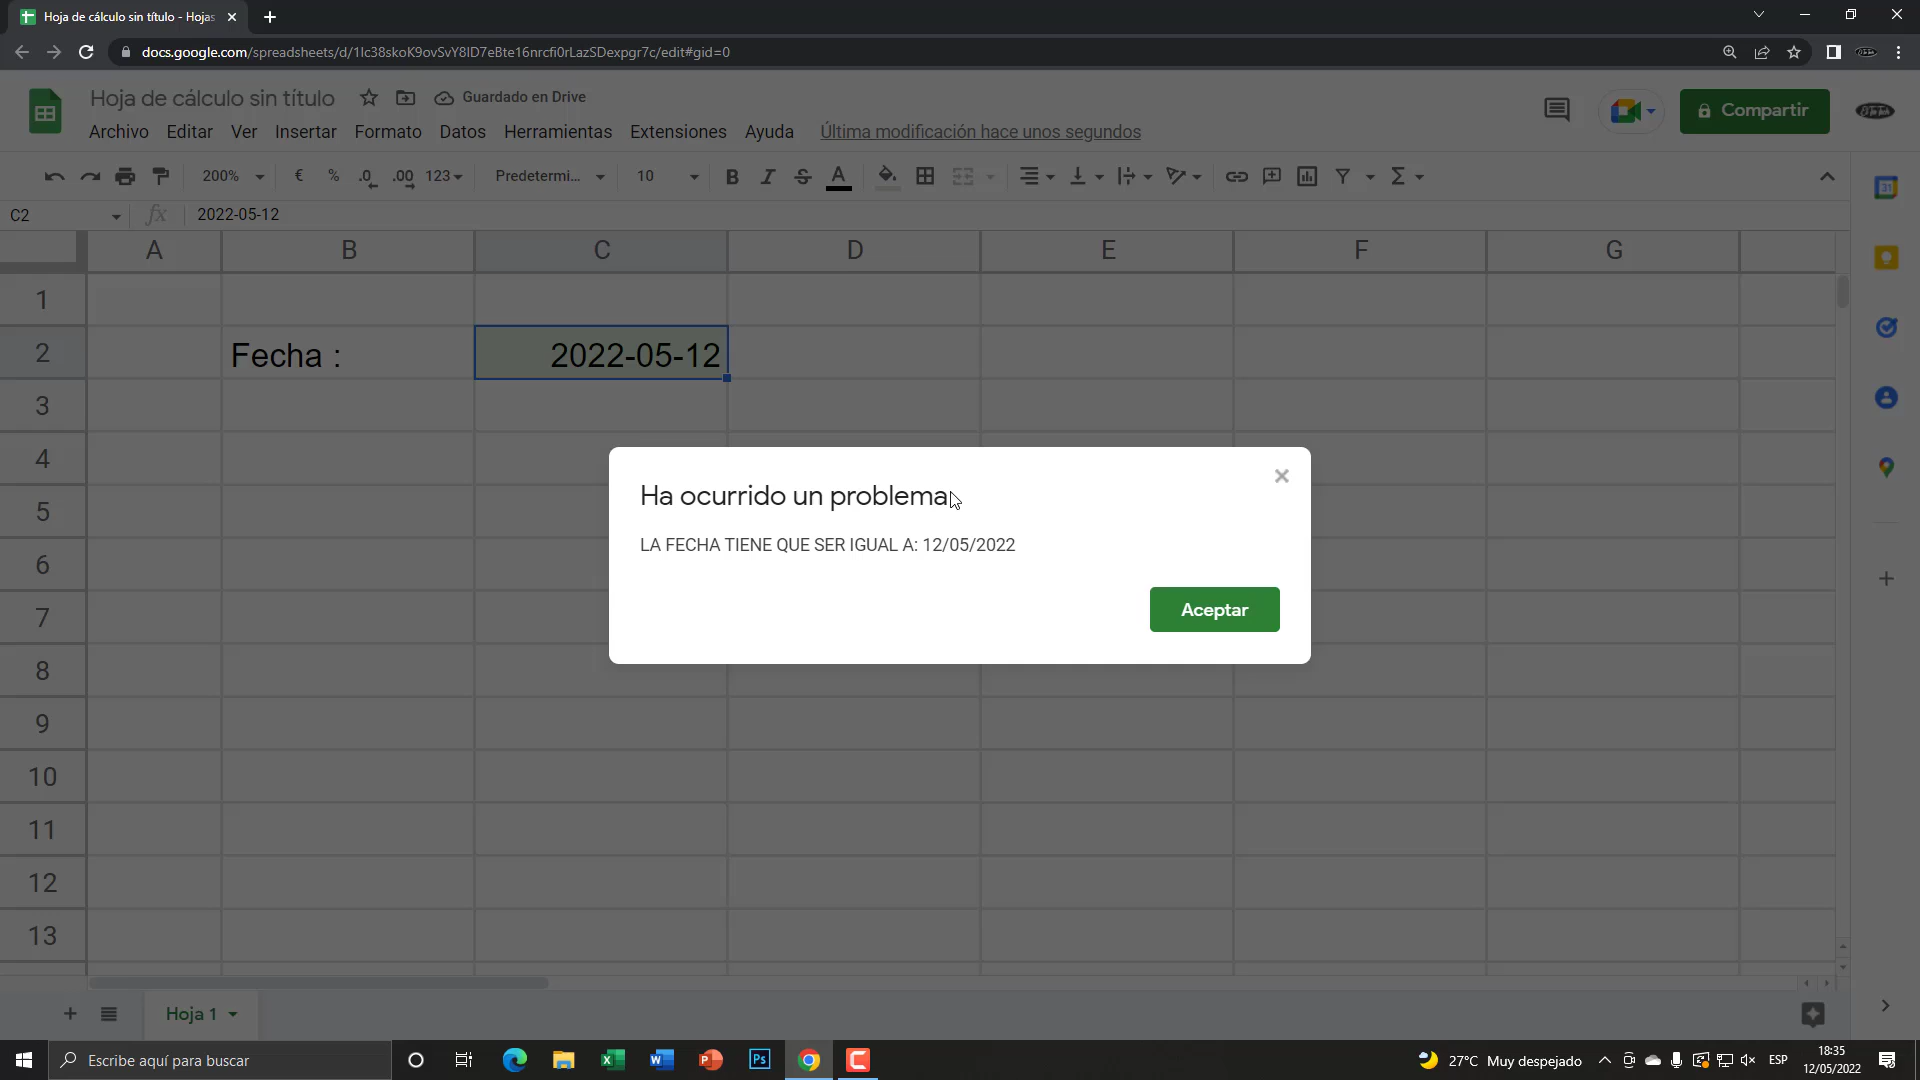 Hoja de cálculo sin título - Hojas
docs.google.com/spreadsheets/d/1Ic38skoK9ovSvY8ID7eBte16nrcfi0rLazSDexpgr7c/edit#gid=0
Hoja de cálculo sin título
Guardado en Drive
Compartir
Archivo Editar Ver Insertar Formato Datos Herramientas Extensiones Ayuda Última modificación hace unos segundos
200% € % .0 .00 123 Predetermi... 10 B I S A Σ
31
C2 fx 2022-05-12
A B C D E F G
1
2 Fecha : 2022-05-12
3
4
5
6
7
8
9
10
11
12
13
Ha ocurrido un problema
LA FECHA TIENE QUE SER IGUAL A: 12/05/2022
Aceptar
Hoja 1
Escribe aquí para buscar
Ps
27°C Muy despejado
ESP
18:35
12/05/2022